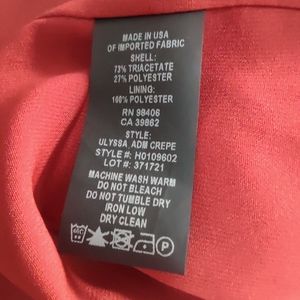 MADE IN USA
OF IMPORTED FABRIC
SHELL:
73% TRIACETATE
27% POLYESTER
LINING:
100% POLYESTER
RN 98406
CA 39862
STYLE:
ULYSSA_ADM CREPE
STYLE #: H0109602
LOT #: 371721
MACHINE WASH WARM
DO NOT BLEACH
DO NOT TUMBLE DRY
IRON LOW
DRY CLEAN